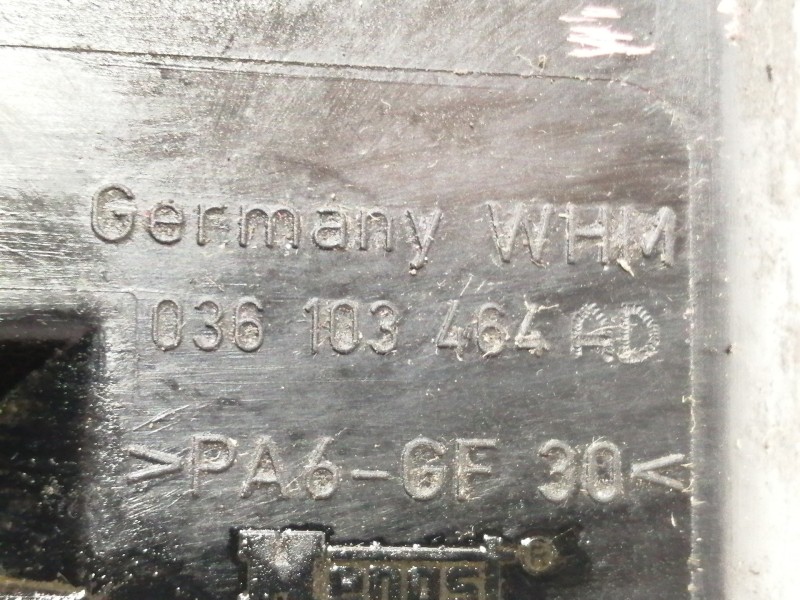 Germany WHM
036 103 464 AD
>PA6-GF 30<
®